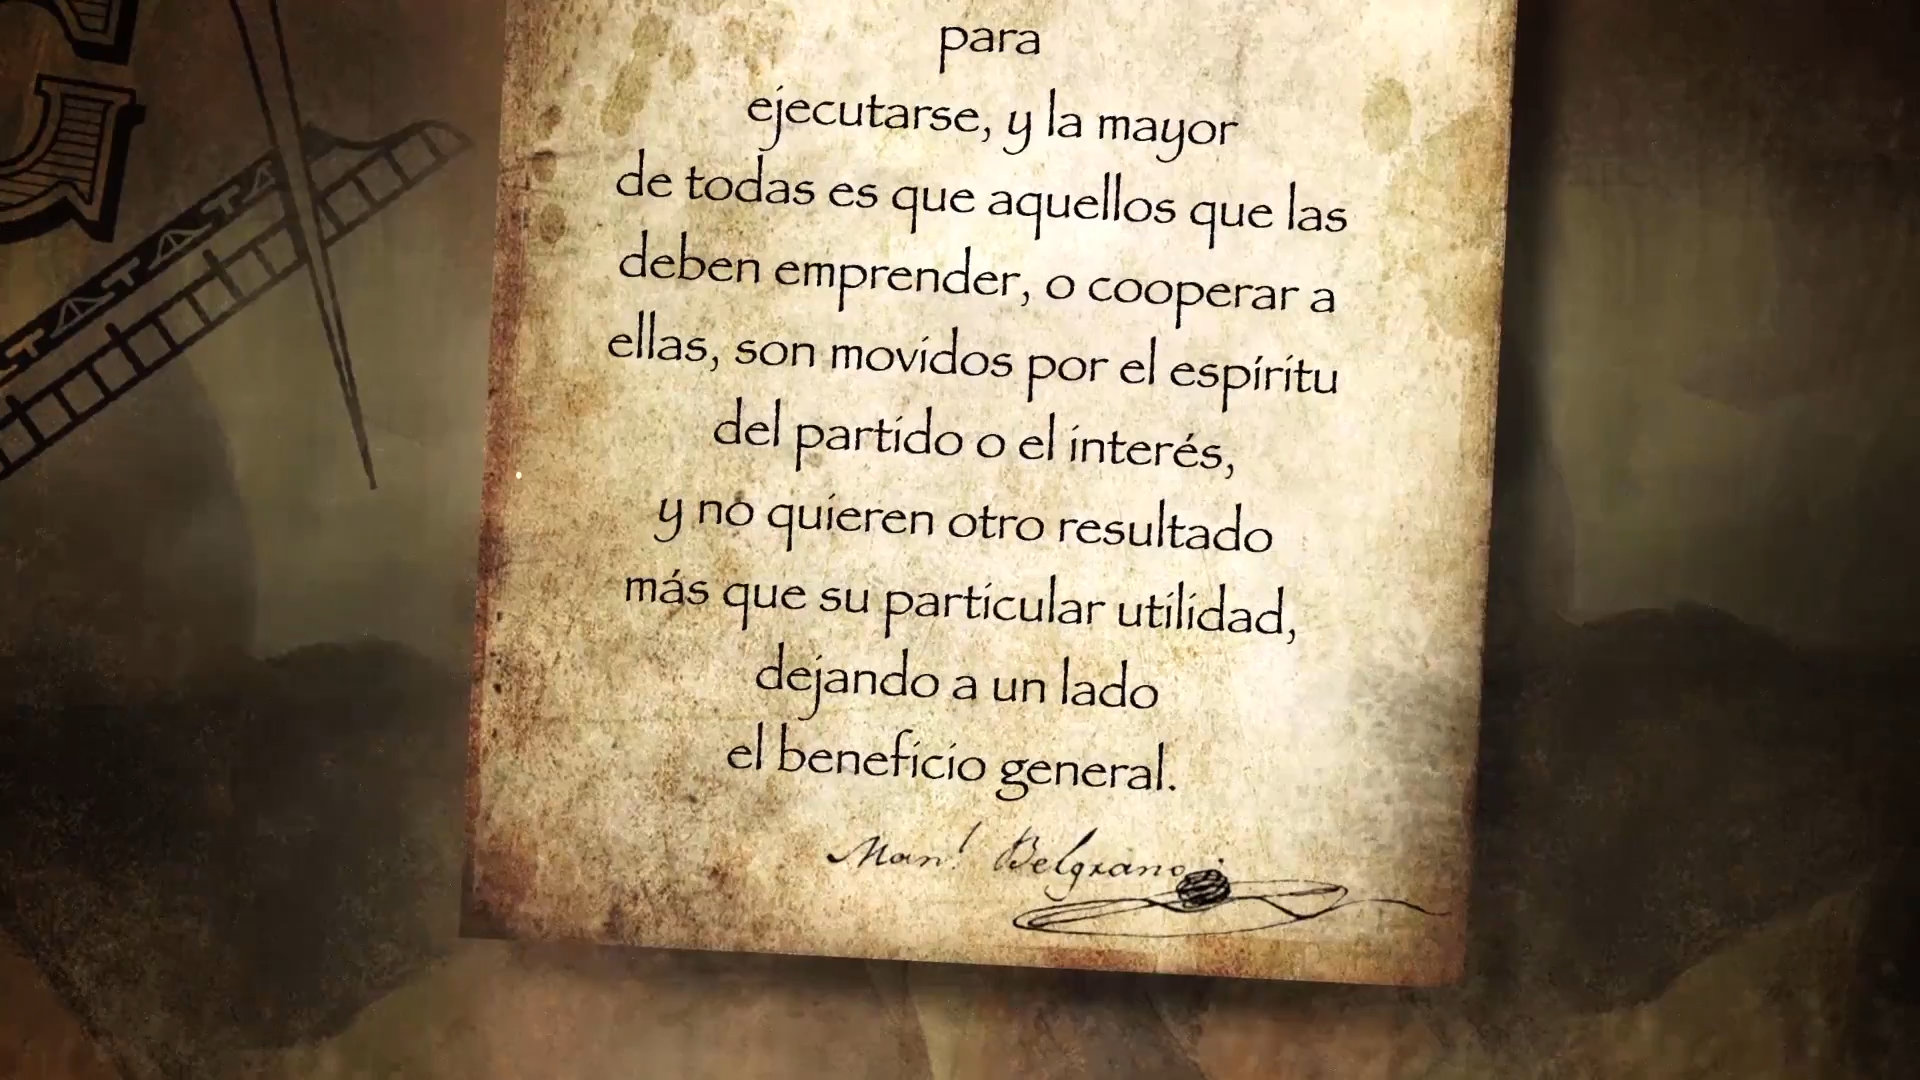 para
ejecutarse, y la mayor
de todas es que aquellos que las
deben emprender, o cooperar a
ellas, son movidos por el espíritu
del partido o el interés,
y no quieren otro resultado
más que su particular utilidad,
dejando a un lado
el beneficio general.
Man! Belgrano